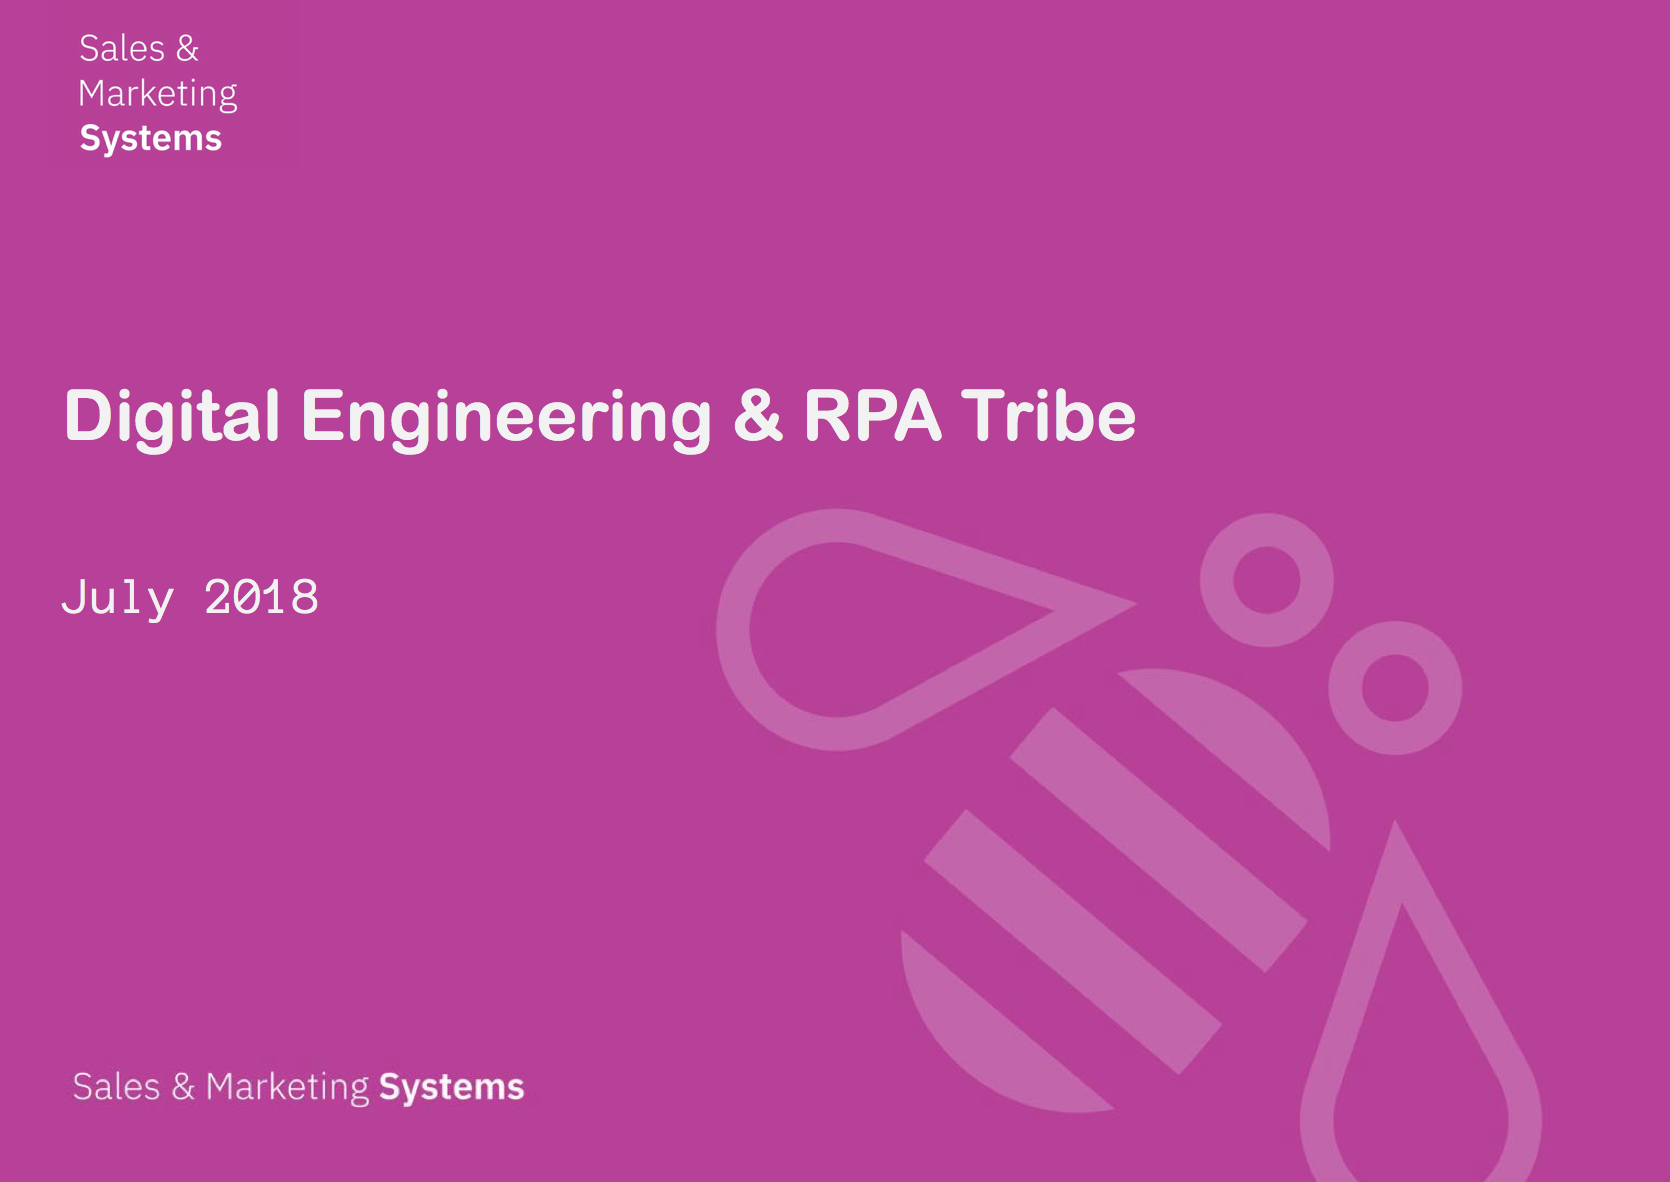 Sales &
Marketing
Systems
Digital Engineering & RPA Tribe
July 2018
Sales & Marketing Systems